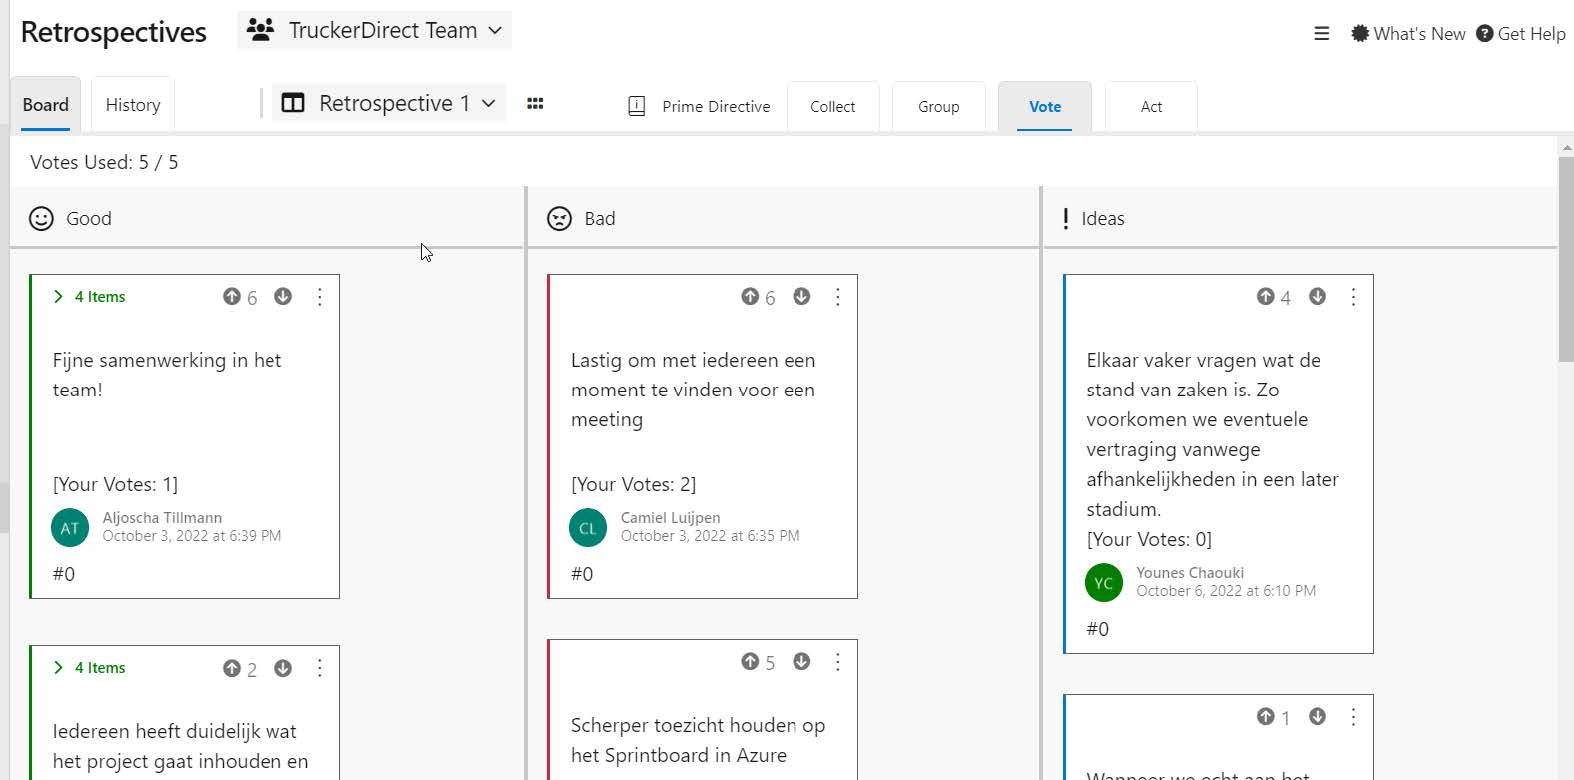 Retrospectives
TruckerDirect Team
What's New
Get Help
Board
History
Retrospective 1
Prime Directive
Collect
Group
Vote
Act
Votes Used: 5 / 5
Good
4 Items
6
Fijne samenwerking in het
team!
[Your Votes: 1]
AT
Aljoscha Tillmann
October 3, 2022 at 6:39 PM
#0
4 Items
2
Iedereen heeft duidelijk wat
het project gaat inhouden en
Bad
6
Lastig om met iedereen een
moment te vinden voor een
meeting
[Your Votes: 2]
CL
Camiel Luijpen
October 3, 2022 at 6:35 PM
#0
5
Scherper toezicht houden op
het Sprintboard in Azure
Ideas
4
Elkaar vaker vragen wat de
stand van zaken is. Zo
voorkomen we eventuele
vertraging vanwege
afhankelijkheden in een later
stadium.
[Your Votes: 0]
YC
Younes Chaouki
October 6, 2022 at 6:10 PM
#0
1
Wanneer we echt aan het